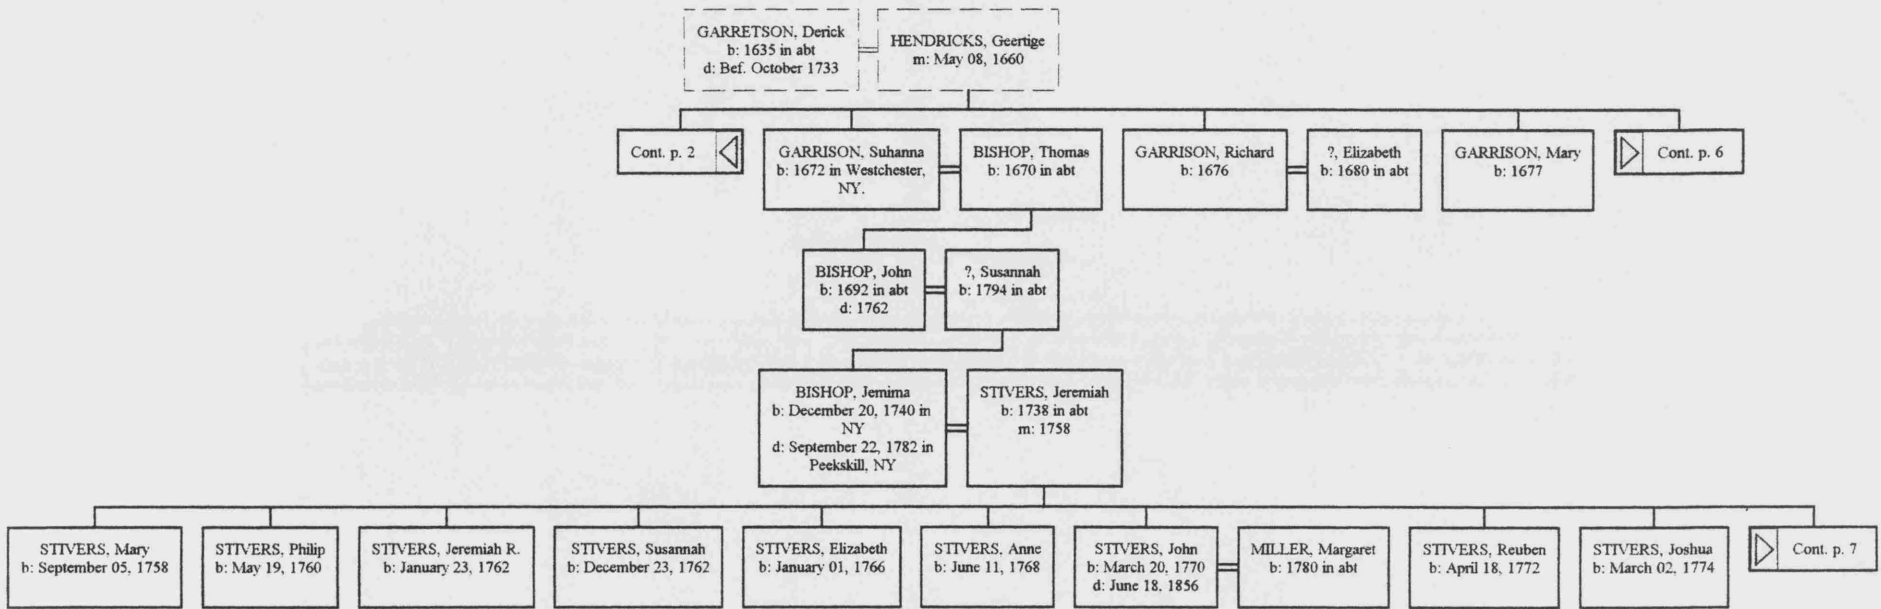 GARRETSON, Derick
b: 1635 in abt
d: Bef. October 1733
HENDRICKS, Geertige
m: May 08, 1660
Cont. p. 2
GARRISON, Suhanna
b: 1672 in Westchester,
NY.
BISHOP, Thomas
b: 1670 in abt
GARRISON, Richard
b: 1676
?, Elizabeth
b: 1680 in abt
GARRISON, Mary
b: 1677
Cont. p. 6
BISHOP, John
b: 1692 in abt
d: 1762
?, Susannah
b: 1794 in abt
BISHOP, Jemima
b: December 20, 1740 in
NY
d: September 22, 1782 in
Peekskill, NY
STIVERS, Jeremiah
b: 1738 in abt
m: 1758
STIVERS, Mary
b: September 05, 1758
STIVERS, Philip
b: May 19, 1760
STIVERS, Jeremiah R.
b: January 23, 1762
STIVERS, Susannah
b: December 23, 1762
STIVERS, Elizabeth
b: January 01, 1766
STIVERS, Anne
b: June 11, 1768
STIVERS, John
b: March 20, 1770
d: June 18, 1856
MILLER, Margaret
b: 1780 in abt
STIVERS, Reuben
b: April 18, 1772
STIVERS, Joshua
b: March 02, 1774
Cont. p. 7